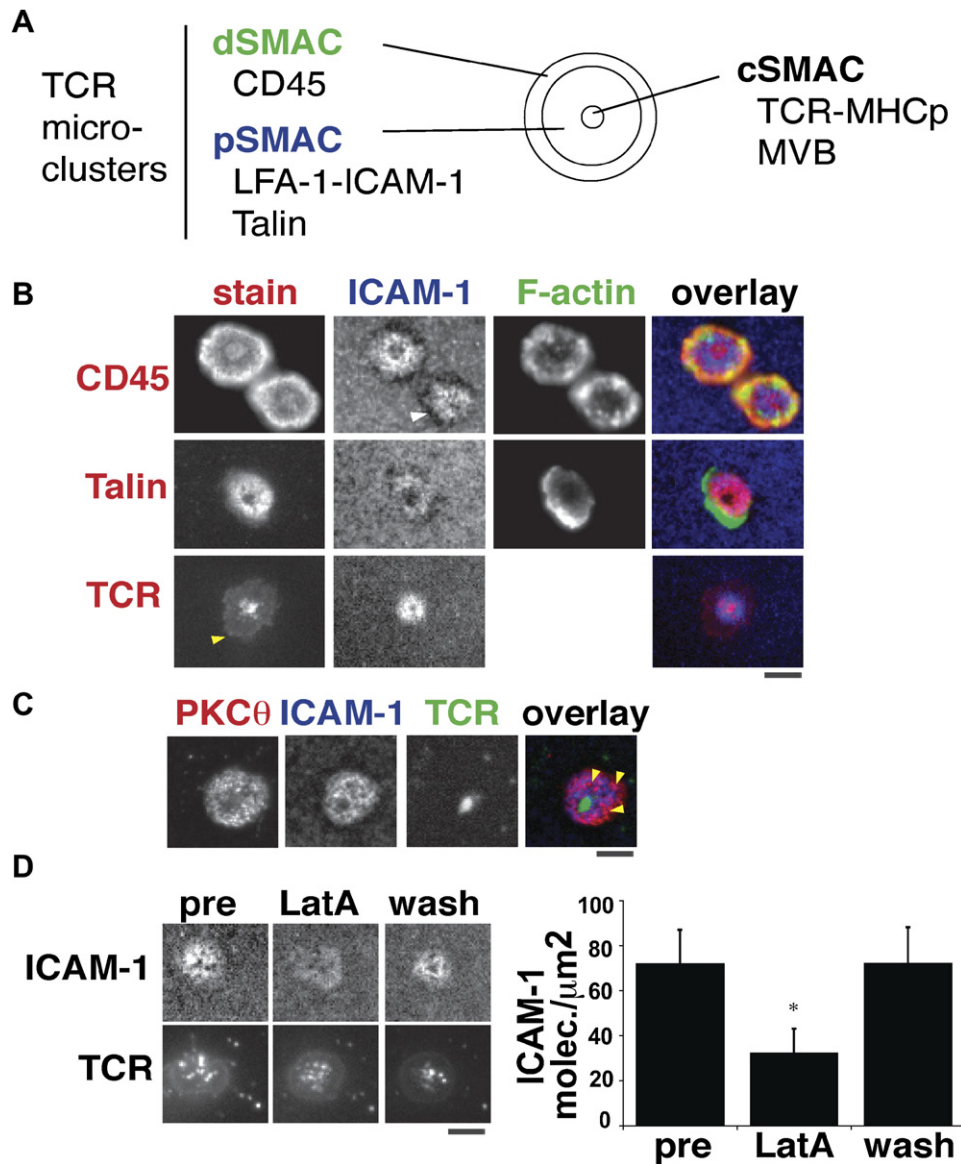 A
TCR
micro-
clusters
dSMAC
CD45
pSMAC
LFA-1-ICAM-1
Talin
cSMAC
TCR-MHCp
MVB
B
stain ICAM-1 F-actin overlay
CD45
Talin
TCR
C
PKCθ ICAM-1 TCR overlay
D
pre LatA wash
ICAM-1
TCR
ICAM-1
molec./μm2
100
80
60
40
20
0
*
pre LatA wash